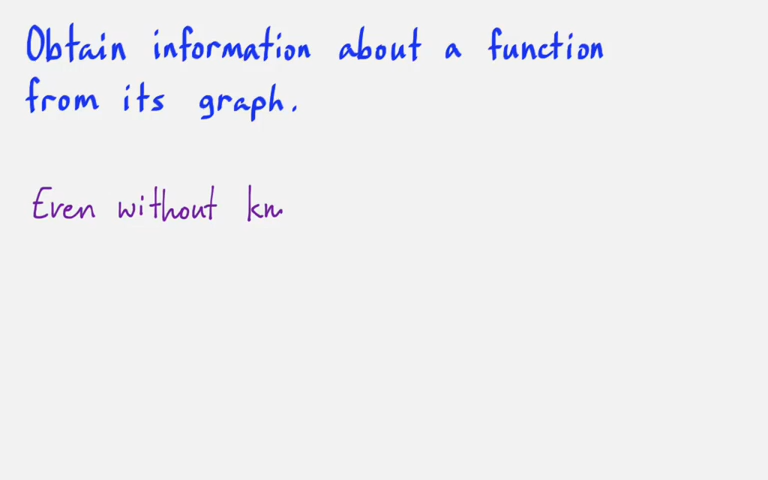 Obtain information about a function
from its graph.
Even without kn